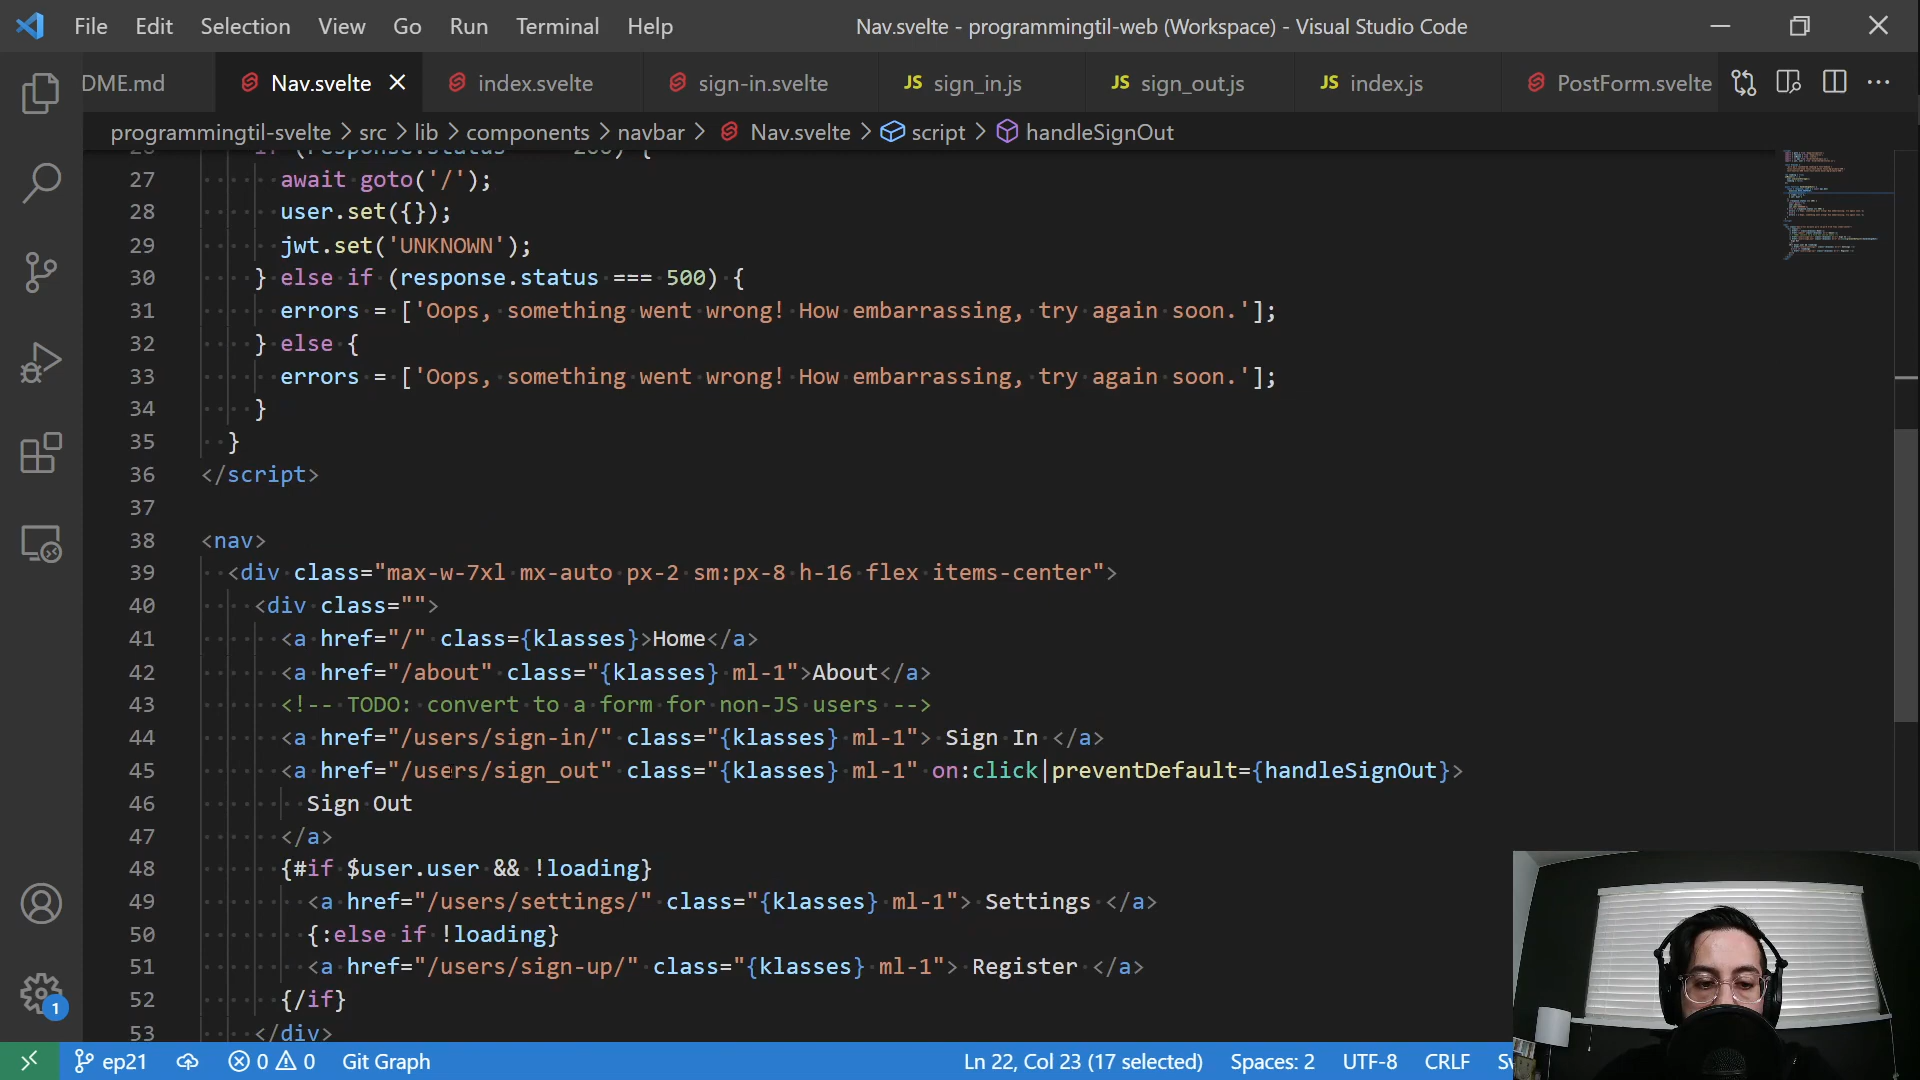 File Edit Selection View Go Run Terminal Help Nav.svelte - programmingtil-web (Workspace) - Visual Studio Code
DME.md Nav.svelte index.svelte sign-in.svelte JS sign_in.js JS sign_out.js JS index.js PostForm.svelte
programmingtil-svelte > src > lib > components > navbar > Nav.svelte > script > handleSignOut
27 await goto('/');
28 user.set({});
29 jwt.set('UNKNOWN');
30 } else if (response.status === 500) {
31 errors = ['Oops, something went wrong! How embarrassing, try again soon.'];
32 } else {
33 errors = ['Oops, something went wrong! How embarrassing, try again soon.'];
34 }
35 }
36 </script>
37
38 <nav>
39 <div class="max-w-7xl mx-auto px-2 sm:px-8 h-16 flex items-center">
40 <div class="">
41 <a href="/" class={klasses}>Home</a>
42 <a href="/about" class="{klasses} ml-1">About</a>
43 <!-- TODO: convert to a form for non-JS users -->
44 <a href="/users/sign-in/" class="{klasses} ml-1"> Sign In </a>
45 <a href="/users/sign_out" class="{klasses} ml-1" on:click|preventDefault={handleSignOut}>
46 Sign Out
47 </a>
48 {#if $user.user && !loading}
49 <a href="/users/settings/" class="{klasses} ml-1"> Settings </a>
50 {:else if !loading}
51 <a href="/users/sign-up/" class="{klasses} ml-1"> Register </a>
52 {/if}
53 </div>
1
ep21 0 0 Git Graph Ln 22, Col 23 (17 selected) Spaces: 2 UTF-8 CRLF